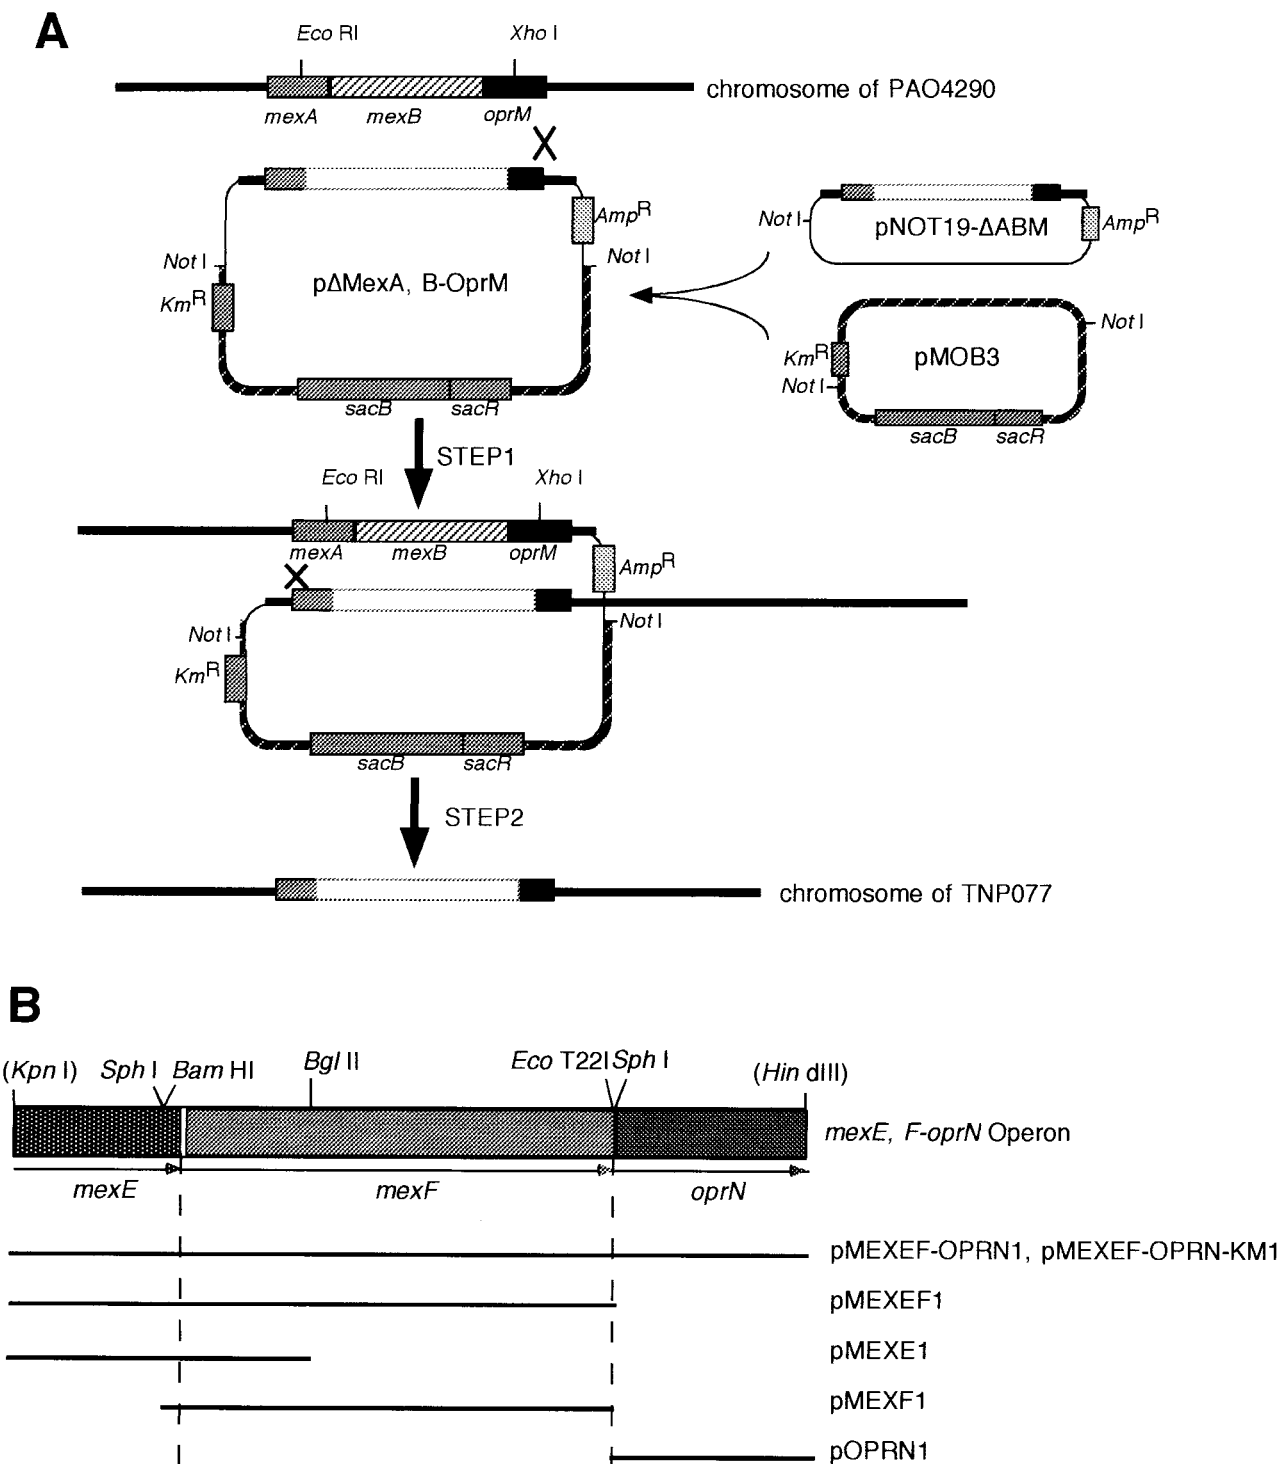 A
Eco RI
Xho I
chromosome of PAO4290
mexA
mexB
oprM
X
AmpR
Not I
Not I
KmR
p∆MexA, B-OprM
sacB
sacR
Not I
pNOT19-∆ABM
AmpR
Not I
KmR
pMOB3
Not I
sacB
sacR
STEP1
Eco RI
Xho I
mexA
mexB
oprM
AmpR
X
Not I
Not I
KmR
sacB
sacR
STEP2
chromosome of TNP077
B
(Kpn I)
Sph I
Bam HI
Bgl II
Eco T22I
Sph I
(Hin dIII)
mexE, F-oprN Operon
mexE
mexF
oprN
pMEXEF-OPRN1, pMEXEF-OPRN-KM1
pMEXEF1
pMEXE1
pMEXF1
pOPRN1